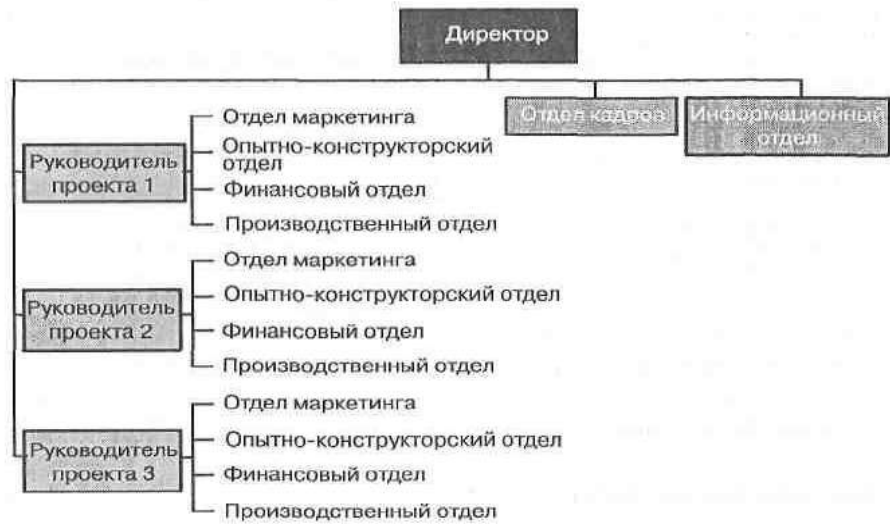 Директор
Отдел кадров
Информационный
отдел
Руководитель
проекта 1
Отдел маркетинга
Опытно-конструкторский
отдел
Финансовый отдел
Производственный отдел
Руководитель
проекта 2
Отдел маркетинга
Опытно-конструкторский отдел
Финансовый отдел
Производственный отдел
Руководитель
проекта 3
Отдел маркетинга
Опытно-конструкторский отдел
Финансовый отдел
Производственный отдел